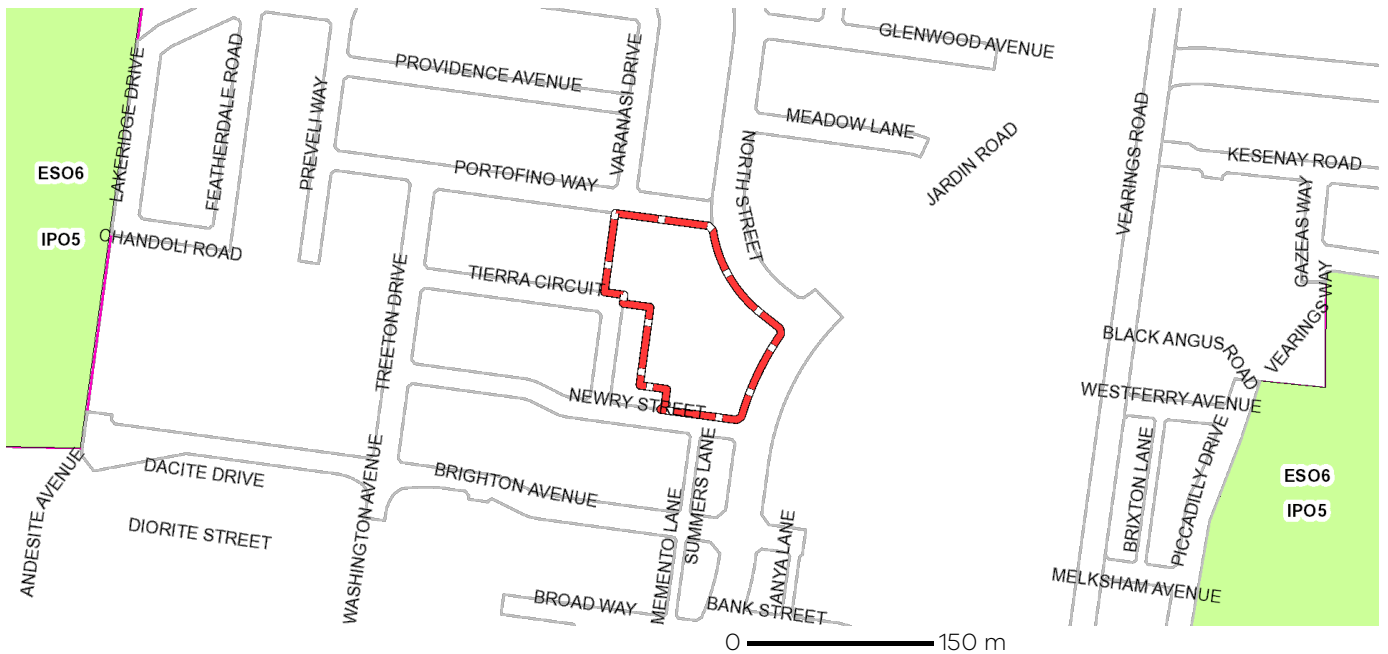 GLENWOOD AVENUE
PROVIDENCE AVENUE
LAKERIDGE DRIVE
FEATHERDALE ROAD
PREVELI WAY
VARANASI DRIVE
MEADOW LANE
NORTH STREET
JARDIN ROAD
VEARINGS ROAD
KESENAY ROAD
ESO6
IPO5
PORTOFINO WAY
CHANDOLI ROAD
TIERRA CIRCUIT
TREETON DRIVE
GAZEAS WAY
VEARINGS WAY
BLACK ANGUS ROAD
WESTFERRY AVENUE
NEWRY STREET
ANDESITE AVENUE
DACITE DRIVE
DIORITE STREET
WASHINGTON AVENUE
BRIGHTON AVENUE
MEMENTO LANE
SUMMERS LANE
ANYA LANE
BROAD WAY
BANK STREET
BRIXTON LANE
PICCADILLY DRIVE
MELKSHAM AVENUE
ESO6
IPO5
0 150 m